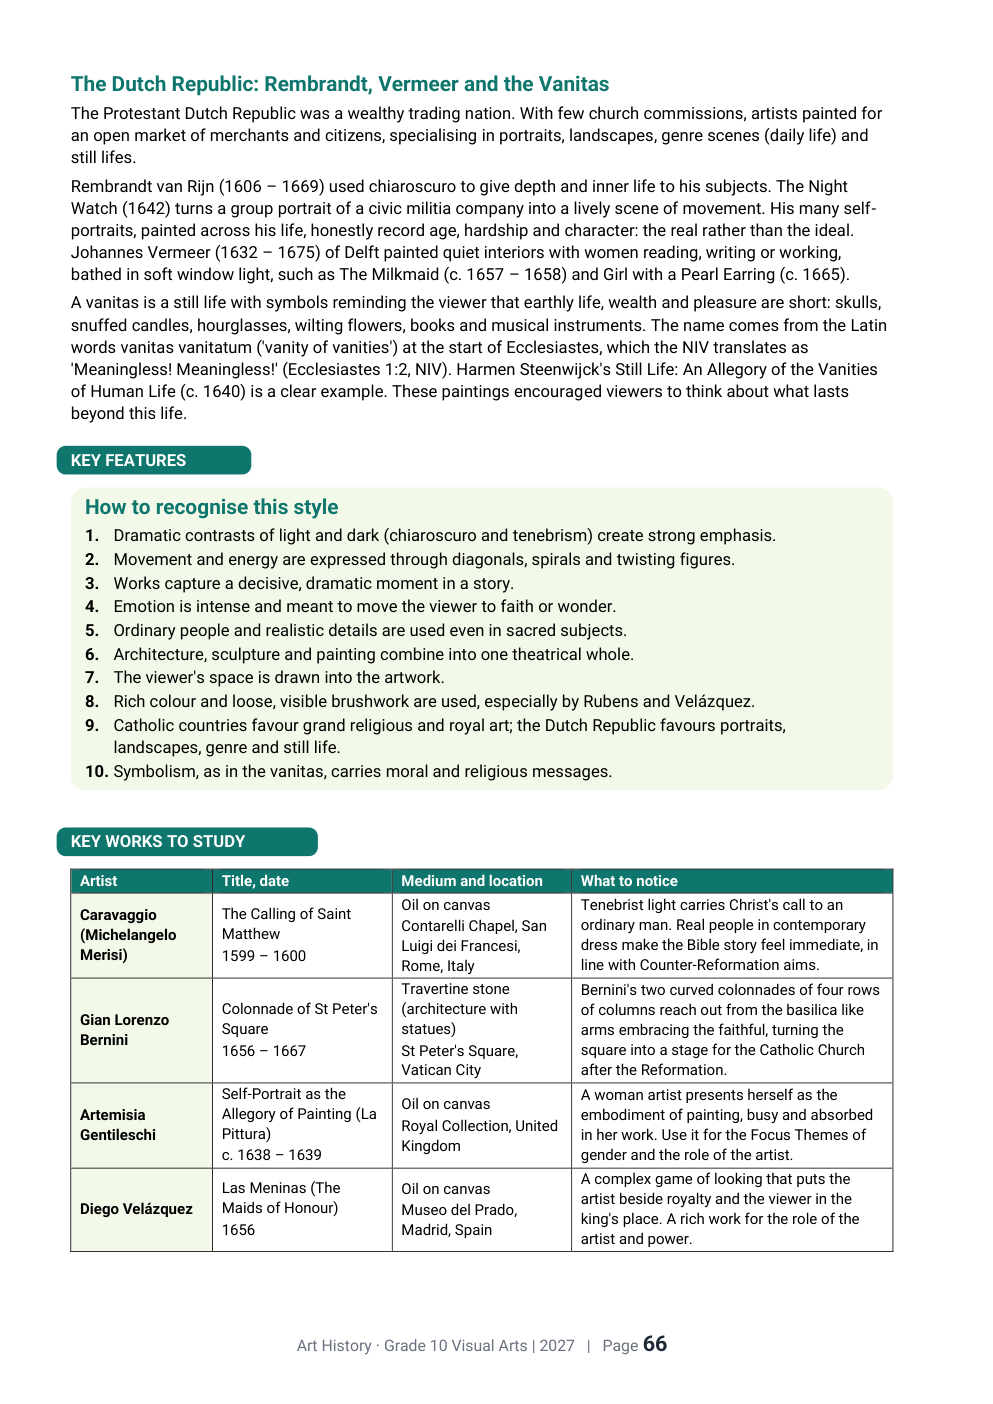 The Dutch Republic: Rembrandt, Vermeer and the Vanitas
The Protestant Dutch Republic was a wealthy trading nation. With few church commissions, artists painted for
an open market of merchants and citizens, specialising in portraits, landscapes, genre scenes (daily life) and
still lifes.
Rembrandt van Rijn (1606 – 1669) used chiaroscuro to give depth and inner life to his subjects. The Night
Watch (1642) turns a group portrait of a civic militia company into a lively scene of movement. His many self-
portraits, painted across his life, honestly record age, hardship and character: the real rather than the ideal.
Johannes Vermeer (1632 – 1675) of Delft painted quiet interiors with women reading, writing or working,
bathed in soft window light, such as The Milkmaid (c. 1657 – 1658) and Girl with a Pearl Earring (c. 1665).
A vanitas is a still life with symbols reminding the viewer that earthly life, wealth and pleasure are short: skulls,
snuffed candles, hourglasses, wilting flowers, books and musical instruments. The name comes from the Latin
words vanitas vanitatum ('vanity of vanities') at the start of Ecclesiastes, which the NIV translates as
'Meaningless! Meaningless!' (Ecclesiastes 1:2, NIV). Harmen Steenwijck's Still Life: An Allegory of the Vanities
of Human Life (c. 1640) is a clear example. These paintings encouraged viewers to think about what lasts
beyond this life.
KEY FEATURES
How to recognise this style
1. Dramatic contrasts of light and dark (chiaroscuro and tenebrism) create strong emphasis.
2. Movement and energy are expressed through diagonals, spirals and twisting figures.
3. Works capture a decisive, dramatic moment in a story.
4. Emotion is intense and meant to move the viewer to faith or wonder.
5. Ordinary people and realistic details are used even in sacred subjects.
6. Architecture, sculpture and painting combine into one theatrical whole.
7. The viewer's space is drawn into the artwork.
8. Rich colour and loose, visible brushwork are used, especially by Rubens and Velázquez.
9. Catholic countries favour grand religious and royal art; the Dutch Republic favours portraits,
landscapes, genre and still life.
10. Symbolism, as in the vanitas, carries moral and religious messages.
KEY WORKS TO STUDY
Artist
Title, date
Medium and location
What to notice
Caravaggio
(Michelangelo
Merisi)
The Calling of Saint
Matthew
1599 – 1600
Oil on canvas
Contarelli Chapel, San
Luigi dei Francesi,
Rome, Italy
Tenebrist light carries Christ's call to an
ordinary man. Real people in contemporary
dress make the Bible story feel immediate, in
line with Counter-Reformation aims.
Gian Lorenzo
Bernini
Colonnade of St Peter's
Square
1656 – 1667
Travertine stone
(architecture with
statues)
St Peter's Square,
Vatican City
Bernini's two curved colonnades of four rows
of columns reach out from the basilica like
arms embracing the faithful, turning the
square into a stage for the Catholic Church
after the Reformation.
Artemisia
Gentileschi
Self-Portrait as the
Allegory of Painting (La
Pittura)
c. 1638 – 1639
Oil on canvas
Royal Collection, United
Kingdom
A woman artist presents herself as the
embodiment of painting, busy and absorbed
in her work. Use it for the Focus Themes of
gender and the role of the artist.
Diego Velázquez
Las Meninas (The
Maids of Honour)
1656
Oil on canvas
Museo del Prado,
Madrid, Spain
A complex game of looking that puts the
artist beside royalty and the viewer in the
king's place. A rich work for the role of the
artist and power.
Art History · Grade 10 Visual Arts | 2027 | Page 66